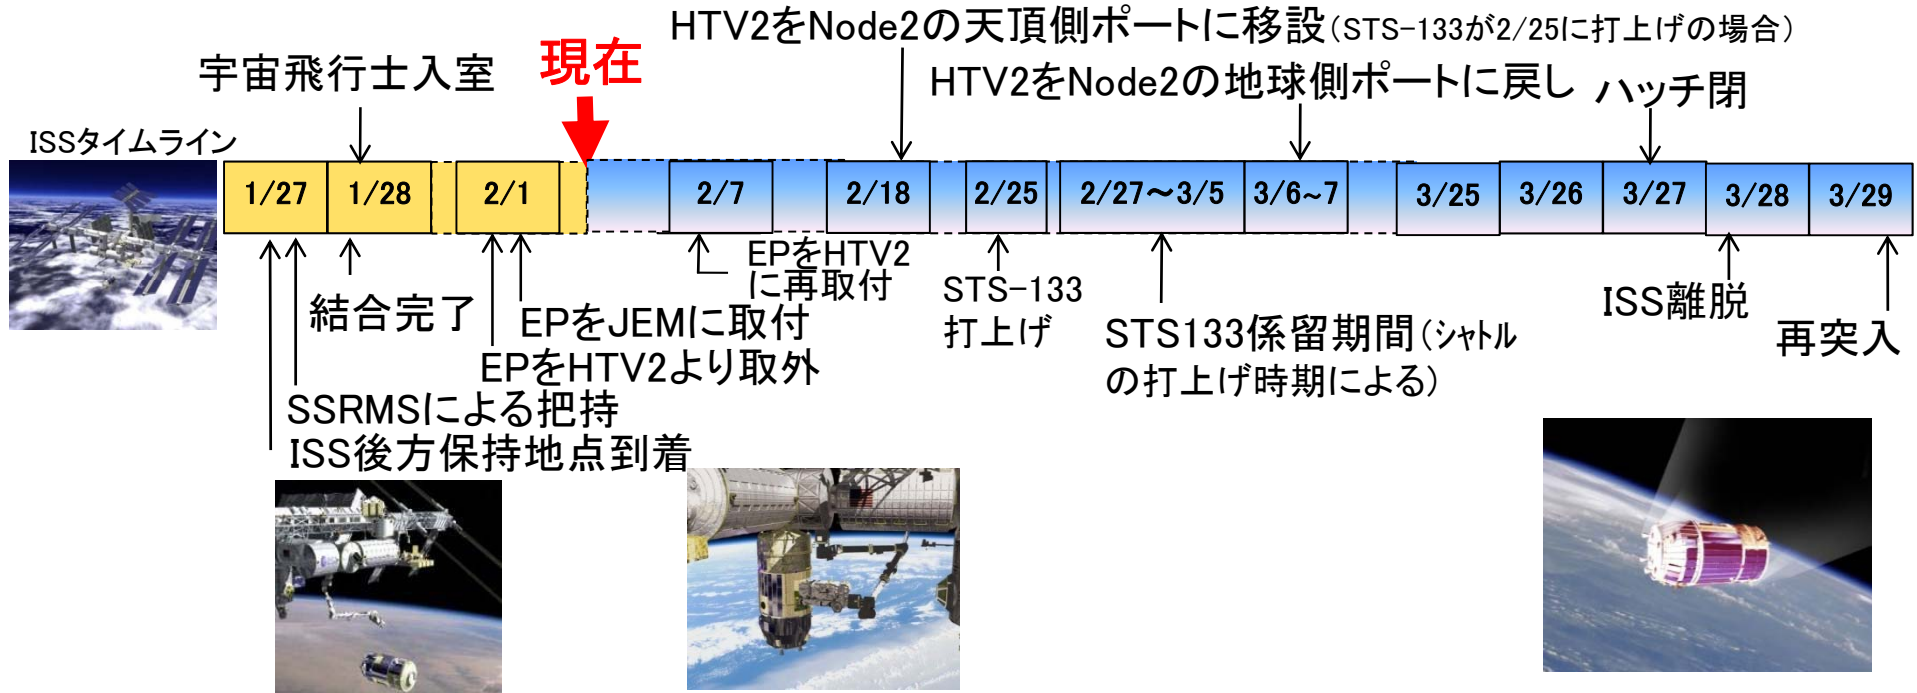 HTV2をNode2の天頂側ポートに移設(STS-133が2/25に打上げの場合)
宇宙飛行士入室
現在
HTV2をNode2の地球側ポートに戻し
ハッチ閉
ISSタイムライン
1/27
1/28
2/1
2/7
2/18
2/25
2/27～3/5
3/6~7
3/25
3/26
3/27
3/28
3/29
EPをHTV2
に再取付
結合完了
EPをJEMに取付
EPをHTV2より取外
SSRMSによる把持
ISS後方保持地点到着
STS-133
打上げ
STS133係留期間(シャトル
の打上げ時期による)
ISS離脱
再突入